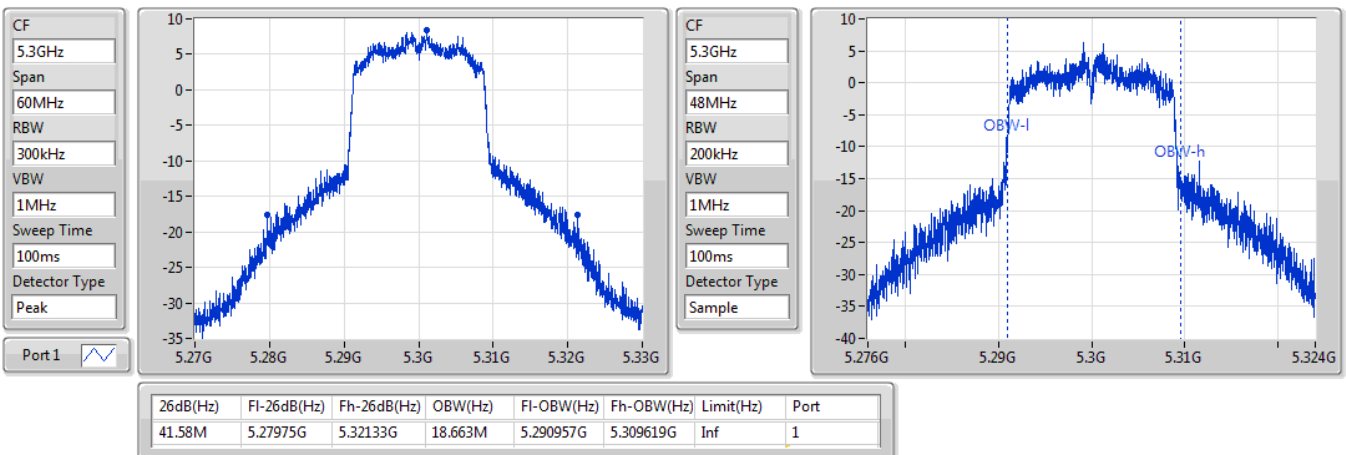 CF
5.3GHz
Span
60MHz
RBW
300kHz
VBW
1MHz
Sweep Time
100ms
Detector Type
Peak
Port 1
10
5
0
-5
-10
-15
-20
-25
-30
-35
5.27G 5.28G 5.29G 5.3G 5.31G 5.32G 5.33G
CF
5.3GHz
Span
48MHz
RBW
200kHz
VBW
1MHz
Sweep Time
100ms
Detector Type
Sample
10
5
0
-5
-10
-15
-20
-25
-30
-35
-40
OBW-l
OBW-h
5.276G 5.29G 5.3G 5.31G 5.324G
26dB(Hz) Fl-26dB(Hz) Fh-26dB(Hz) OBW(Hz) Fl-OBW(Hz) Fh-OBW(Hz) Limit(Hz) Port
41.58M 5.27975G 5.32133G 18.663M 5.290957G 5.309619G Inf 1